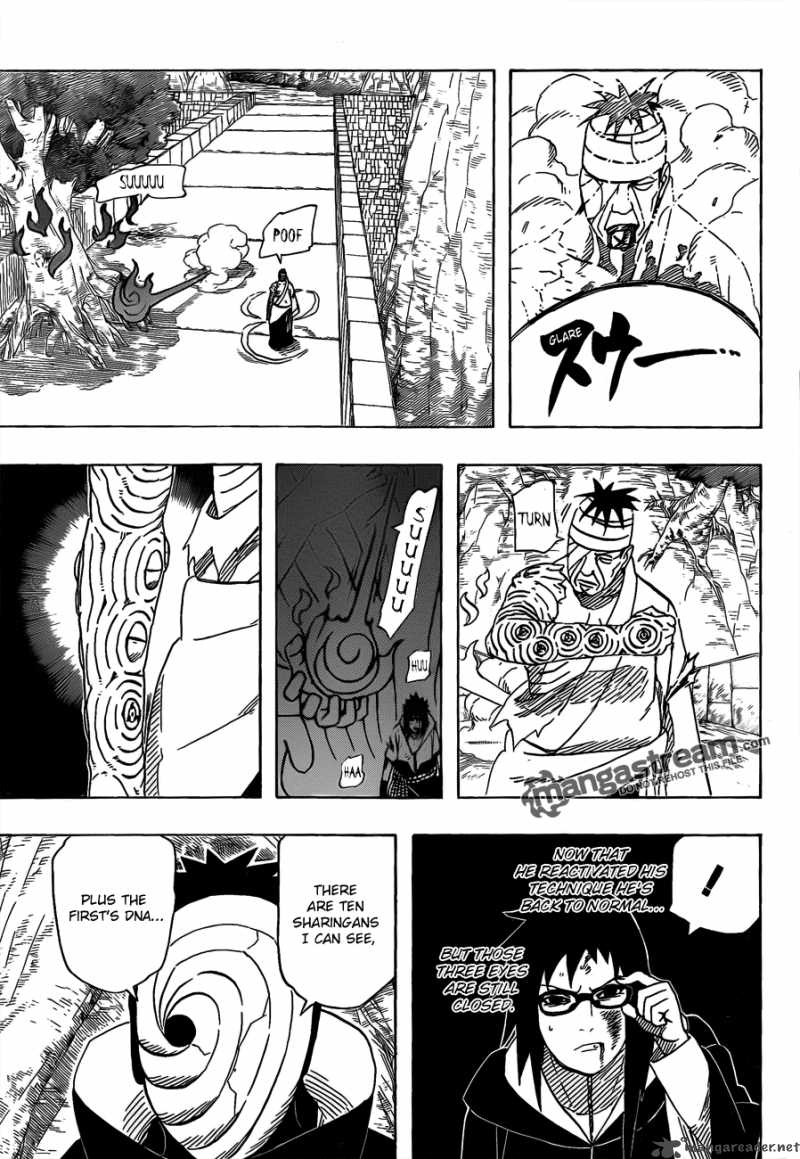 GLARE
スウー…
SUUUUU
POOF
TURN
SUUUUU
HUU
HAA
mangastream.com
DO NOT REHOST THIS FILE.
!
NOW THAT
HE REACTIVATED HIS
TECHNIQUE HE'S
BACK TO NORMAL...
BUT THOSE
THREE EYES
ARE STILL
CLOSED.
THERE
ARE TEN
SHARINGANS
I CAN SEE,
PLUS THE
FIRST'S DNA...
mangareader.net